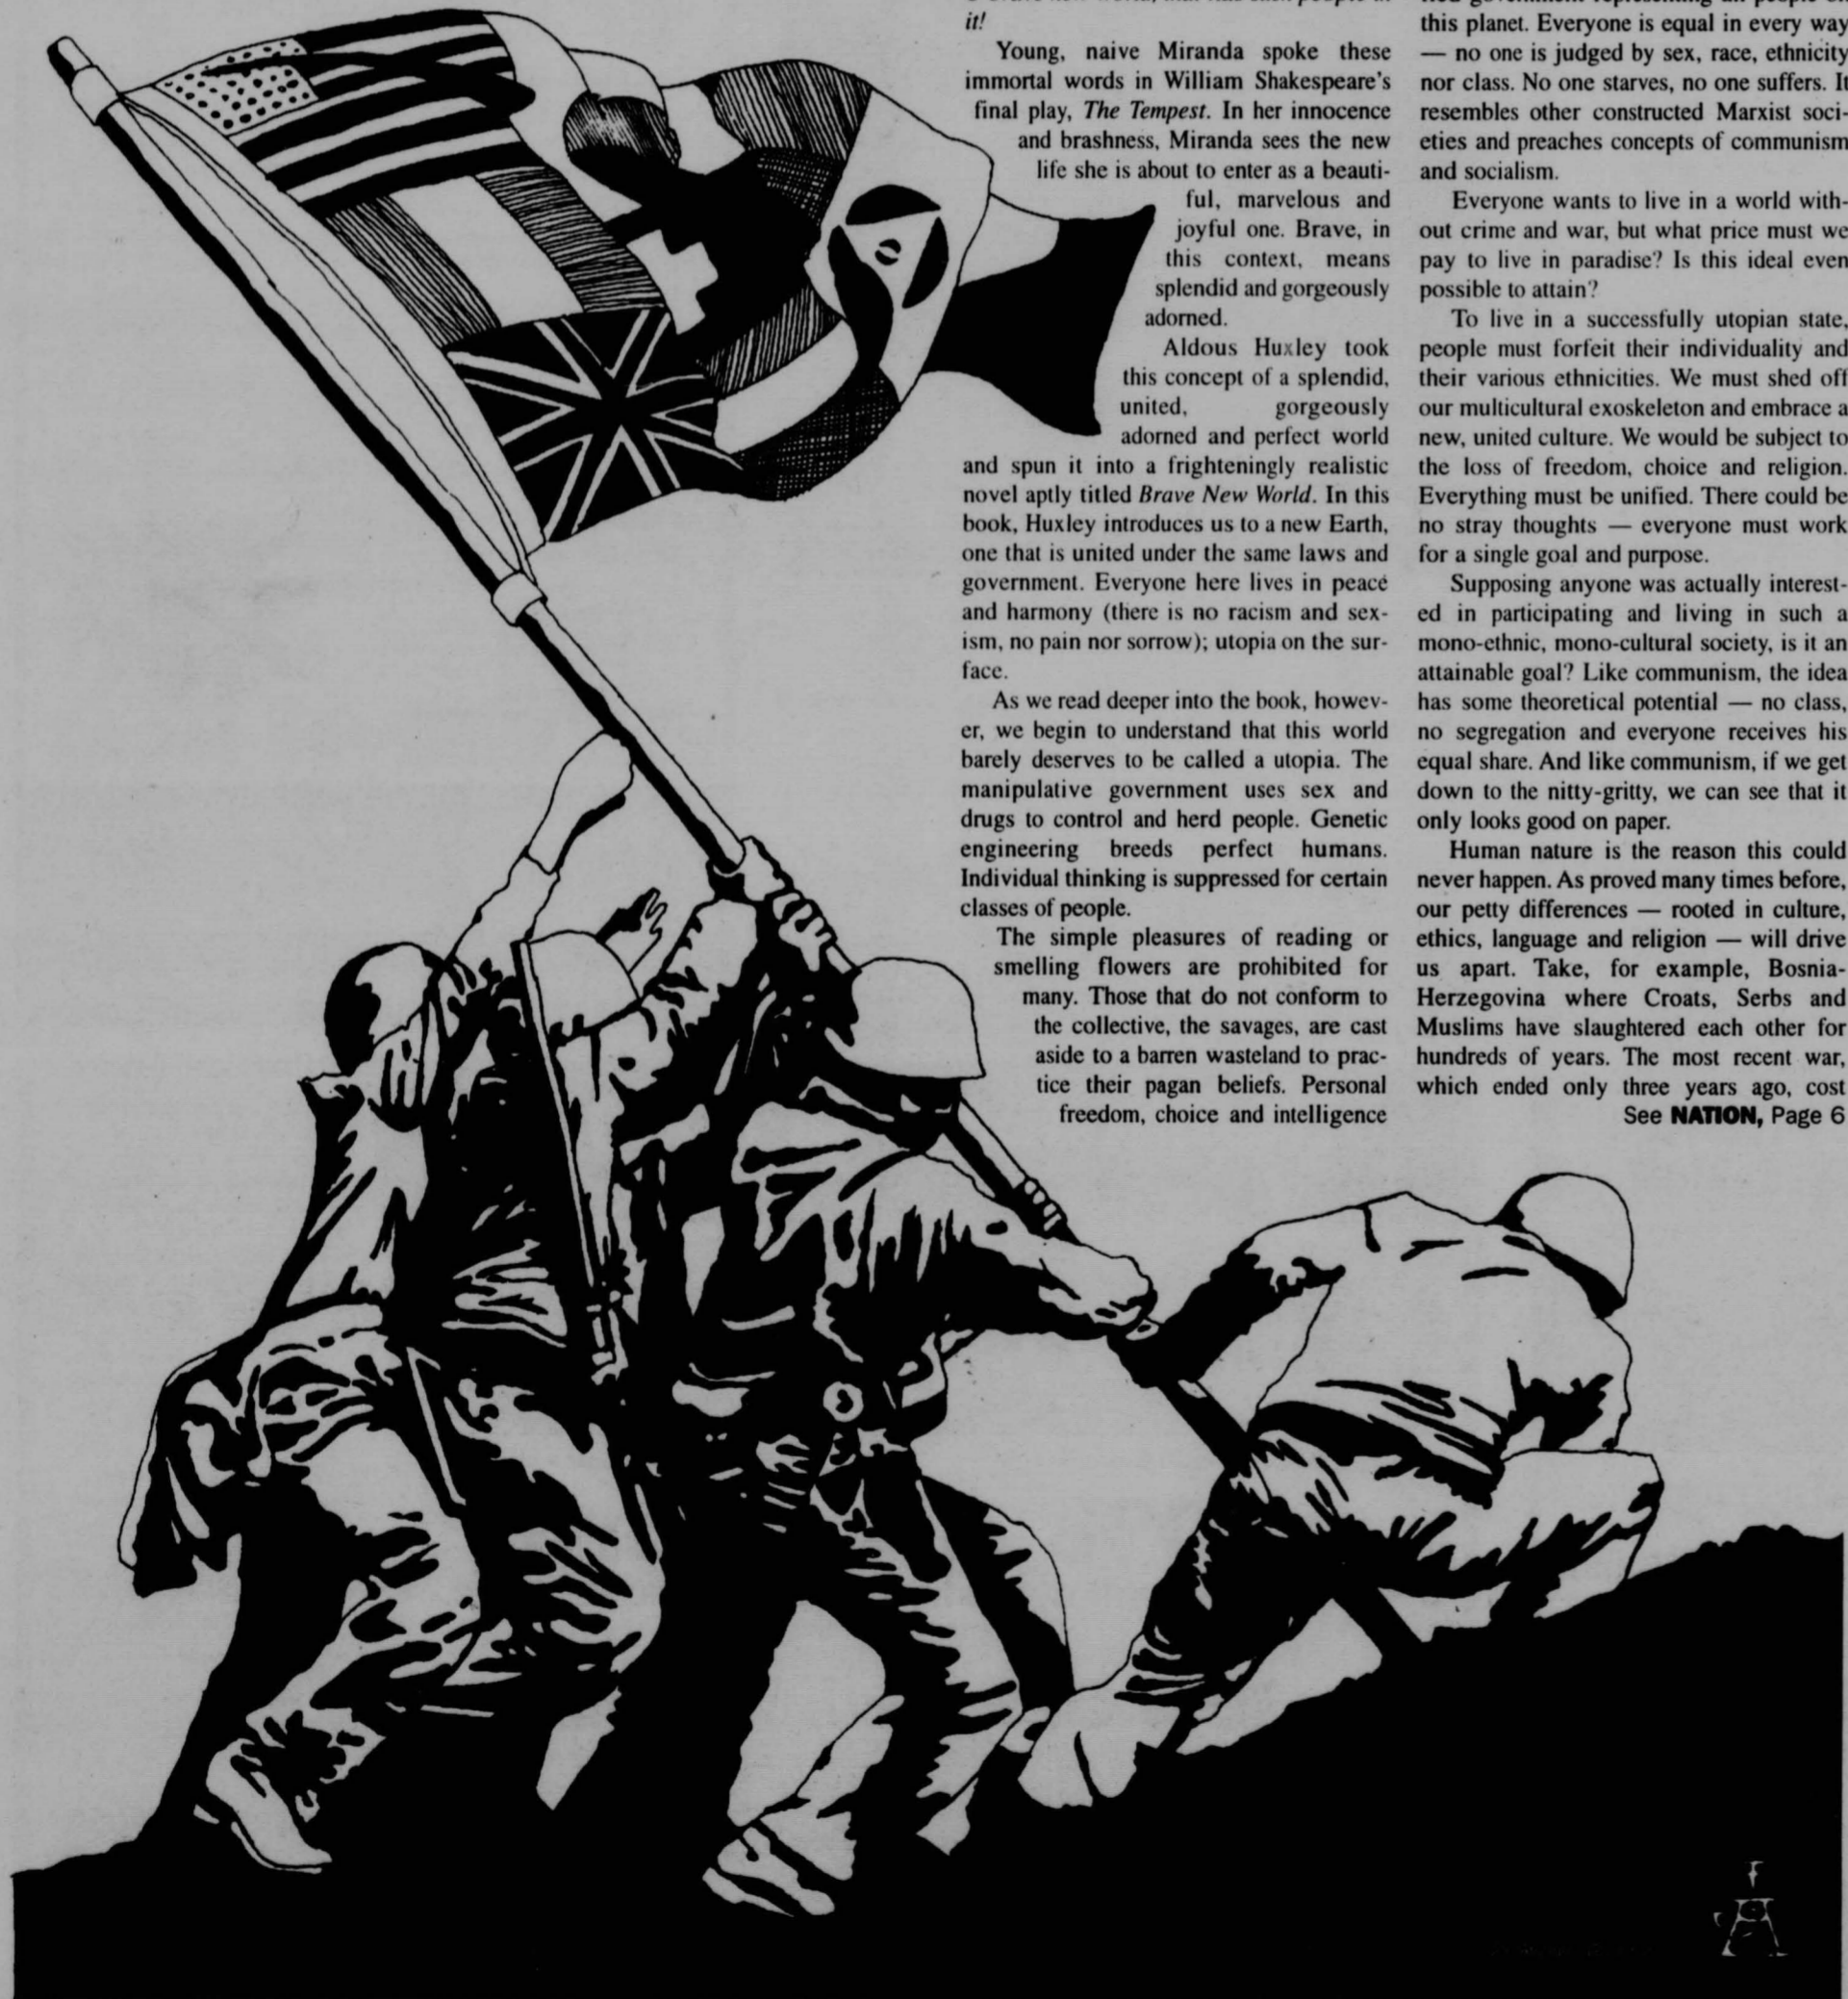 it!
Young, naive Miranda spoke these
immortal words in William Shakespeare's
final play, The Tempest. In her innocence
and brashness, Miranda sees the new
life she is about to enter as a beauti-
ful, marvelous and
joyful one. Brave, in
this context, means
splendid and gorgeously
adorned.
Aldous Huxley took
this concept of a splendid,
united, gorgeously
adorned and perfect world
and spun it into a frighteningly realistic
novel aptly titled Brave New World. In this
book, Huxley introduces us to a new Earth,
one that is united under the same laws and
government. Everyone here lives in peace
and harmony (there is no racism and sex-
ism, no pain nor sorrow); utopia on the sur-
face.
As we read deeper into the book, howev-
er, we begin to understand that this world
barely deserves to be called a utopia. The
manipulative government uses sex and
drugs to control and herd people. Genetic
engineering breeds perfect humans.
Individual thinking is suppressed for certain
classes of people.
The simple pleasures of reading or
smelling flowers are prohibited for
many. Those that do not conform to
the collective, the savages, are cast
aside to a barren wasteland to prac-
tice their pagan beliefs. Personal
freedom, choice and intelligence
this planet. Everyone is equal in every way
— no one is judged by sex, race, ethnicity
nor class. No one starves, no one suffers. It
resembles other constructed Marxist soci-
eties and preaches concepts of communism
and socialism.
Everyone wants to live in a world with-
out crime and war, but what price must we
pay to live in paradise? Is this ideal even
possible to attain?
To live in a successfully utopian state,
people must forfeit their individuality and
their various ethnicities. We must shed off
our multicultural exoskeleton and embrace a
new, united culture. We would be subject to
the loss of freedom, choice and religion.
Everything must be unified. There could be
no stray thoughts — everyone must work
for a single goal and purpose.
Supposing anyone was actually interest-
ed in participating and living in such a
mono-ethnic, mono-cultural society, is it an
attainable goal? Like communism, the idea
has some theoretical potential — no class,
no segregation and everyone receives his
equal share. And like communism, if we get
down to the nitty-gritty, we can see that it
only looks good on paper.
Human nature is the reason this could
never happen. As proved many times before,
our petty differences — rooted in culture,
ethics, language and religion — will drive
us apart. Take, for example, Bosnia-
Herzegovina where Croats, Serbs and
Muslims have slaughtered each other for
hundreds of years. The most recent war,
which ended only three years ago, cost
See NATION, Page 6